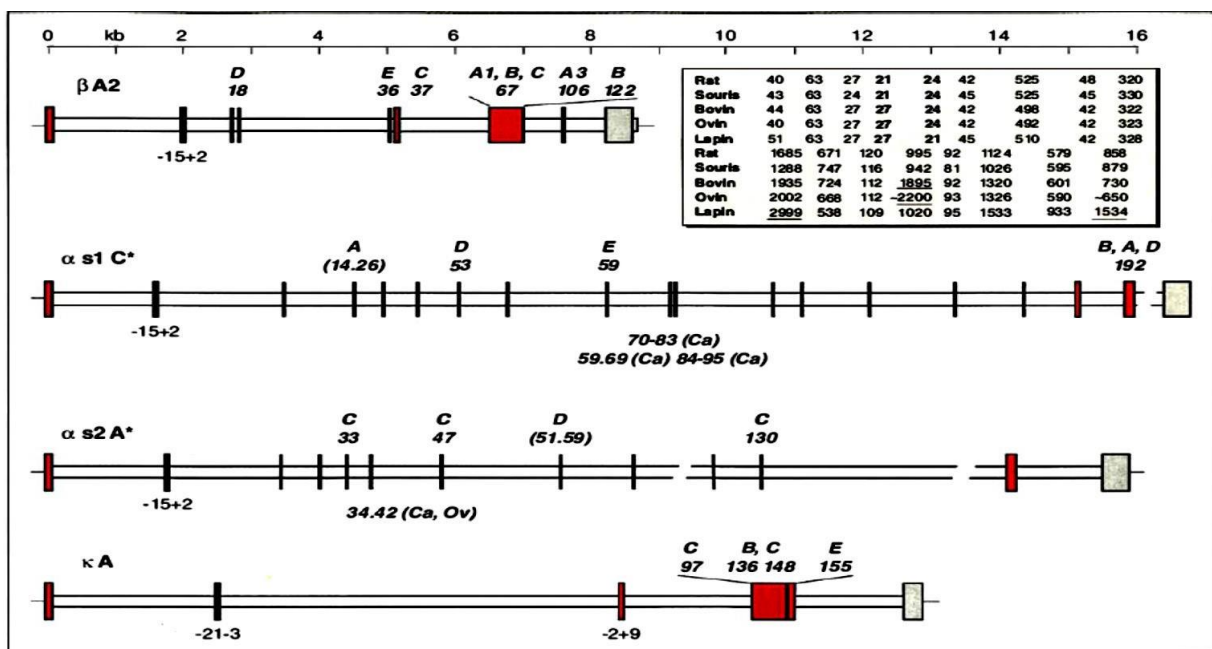 0 kb 2 4 6 8 10 12 14 16
D E C A1, B, C A3 B
β A2 18 36 37 67 106 122
-15+2
Rat 40 63 27 21 24 42 525 48 320
Souris 43 63 24 21 24 45 525 45 330
Bovin 44 63 27 27 24 42 498 42 322
Ovin 40 63 27 27 24 42 492 42 323
Lapin 51 63 27 27 21 45 510 42 328
Rat 1685 671 120 995 92 1124 579 858
Souris 1288 747 116 942 81 1026 595 879
Bovin 1935 724 112 1895 92 1320 601 730
Ovin 2002 668 112 ~2200 93 1326 590 ~650
Lapin 2999 538 109 1020 95 1533 933 1534
α s1 C* A D E B, A, D
(14.26) 53 59 192
-15+2
70-83 (Ca)
59.69 (Ca) 84-95 (Ca)
C C D C
α s2 A* 33 47 (51.59) 130
-15+2
34.42 (Ca, Ov)
κ A C B, C E
97 136 148 155
-21-3 -2+9